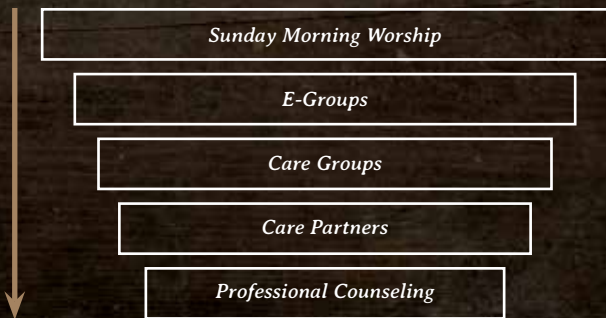 Sunday Morning Worship
E-Groups
Care Groups
Care Partners
Professional Counseling